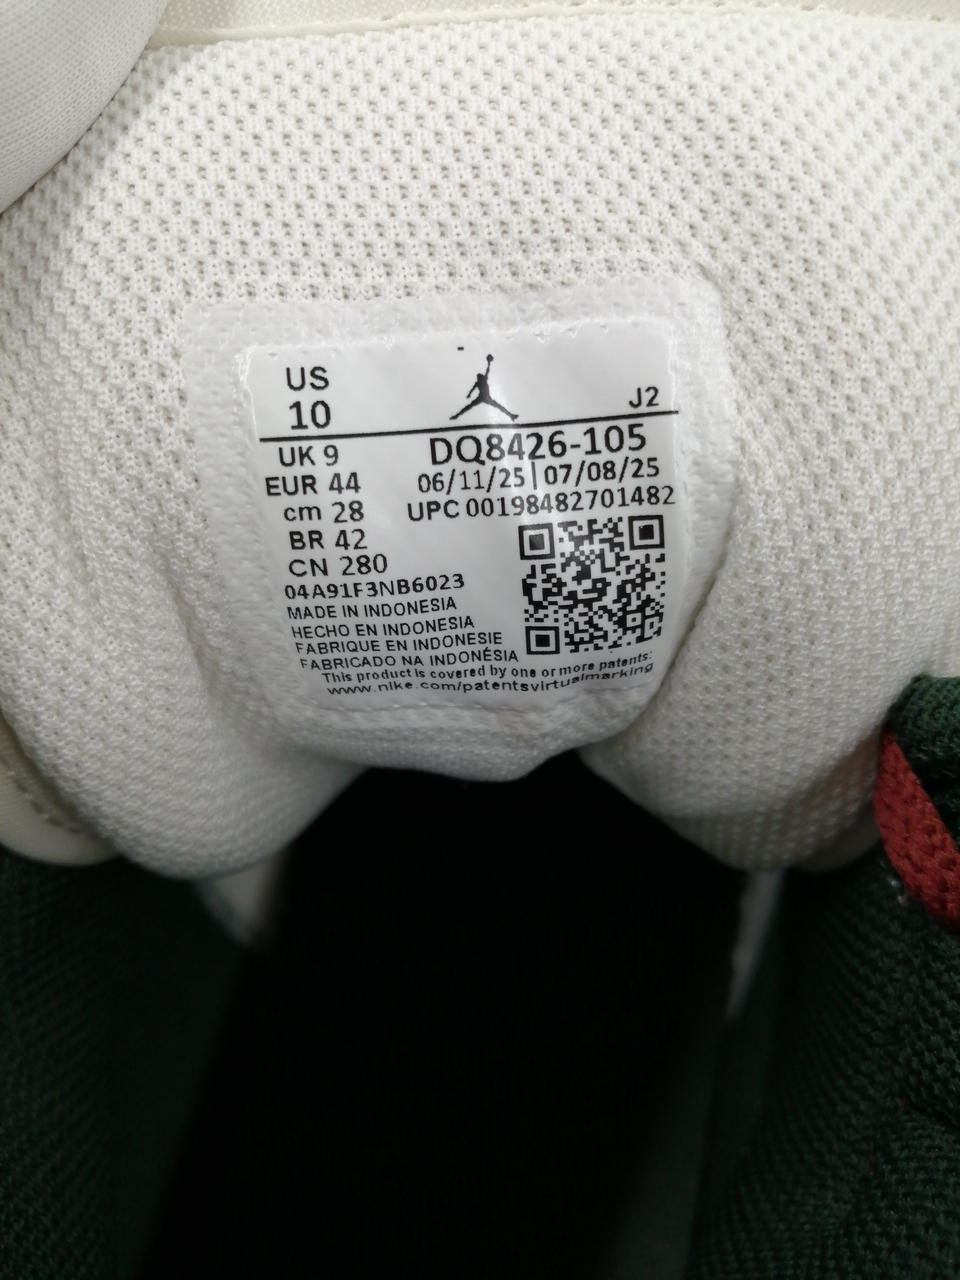 US
10
J2
UK 9
EUR 44
cm 28
BR 42
CN 280
DQ8426-105
06/11/25|07/08/25
UPC 00198482701482
04A91F3NB6023
MADE IN INDONESIA
HECHO EN INDONESIA
FABRIQUE EN INDONESIE
FABRICADO NA INDONÉSIA
This product is covered by one or more patents:
www.nike.com/patentsvirtualmarking